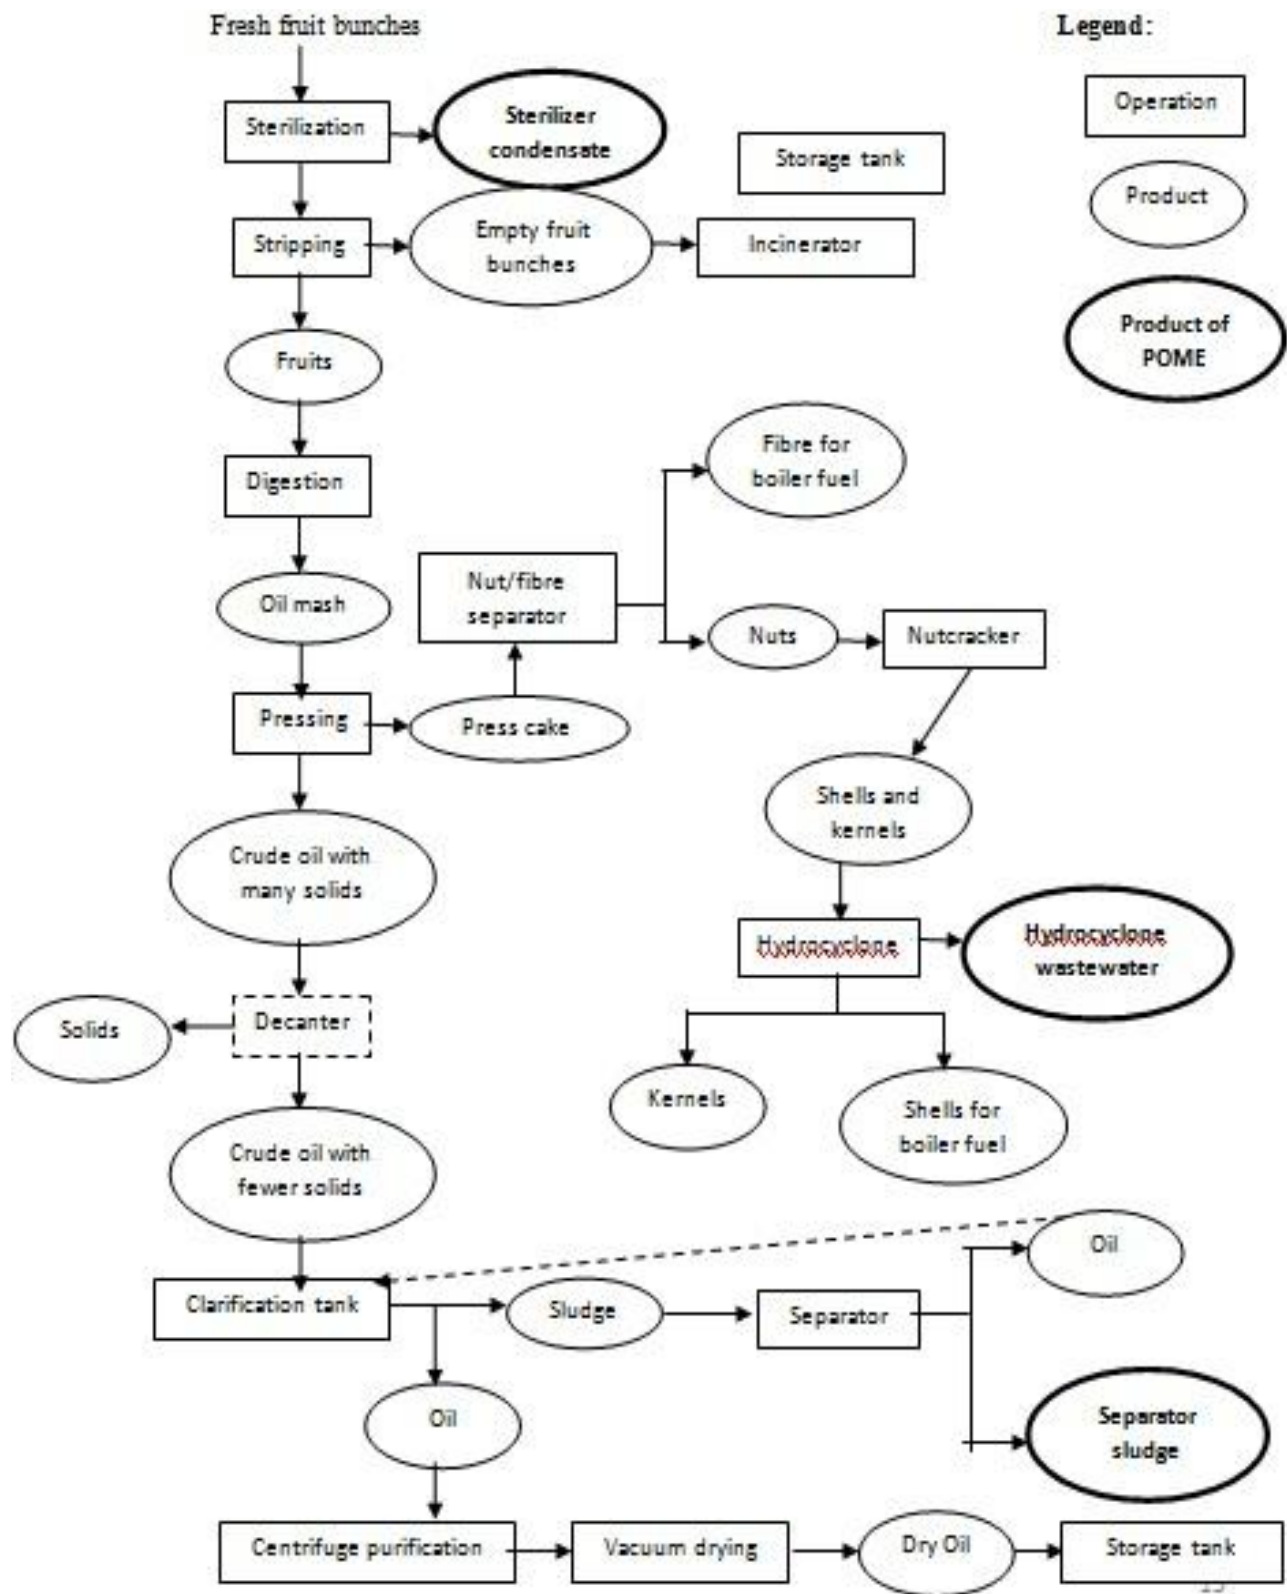 Fresh fruit bunches
Legend:
Sterilization
Sterilizer
condensate
Operation
Storage tank
Product
Stripping
Empty fruit
bunches
Incinerator
Product of
POME
Fruits
Fibre for
boiler fuel
Digestion
Nut/fibre
separator
Oil mash
Nuts
Nutcracker
Pressing
Press cake
Shells and
kernels
Crude oil with
many solids
Hydrocyclone
Hydrocyclone
wastewater
Solids
Decanter
Kernels
Shells for
boiler fuel
Crude oil with
fewer solids
Oil
Clarification tank
Sludge
Separator
Oil
Separator
sludge
Centrifuge purification
Vacuum drying
Dry Oil
Storage tank